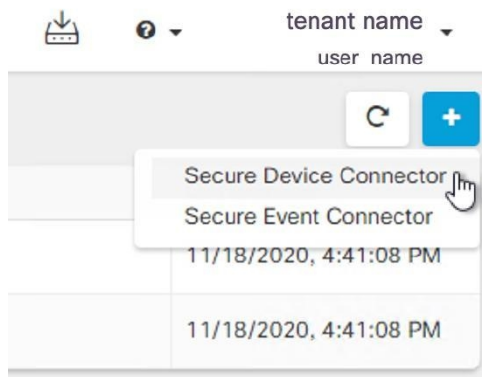 tenant name
user name
Secure Device Connector
Secure Event Connector
11/18/2020, 4:41:08 PM
11/18/2020, 4:41:08 PM